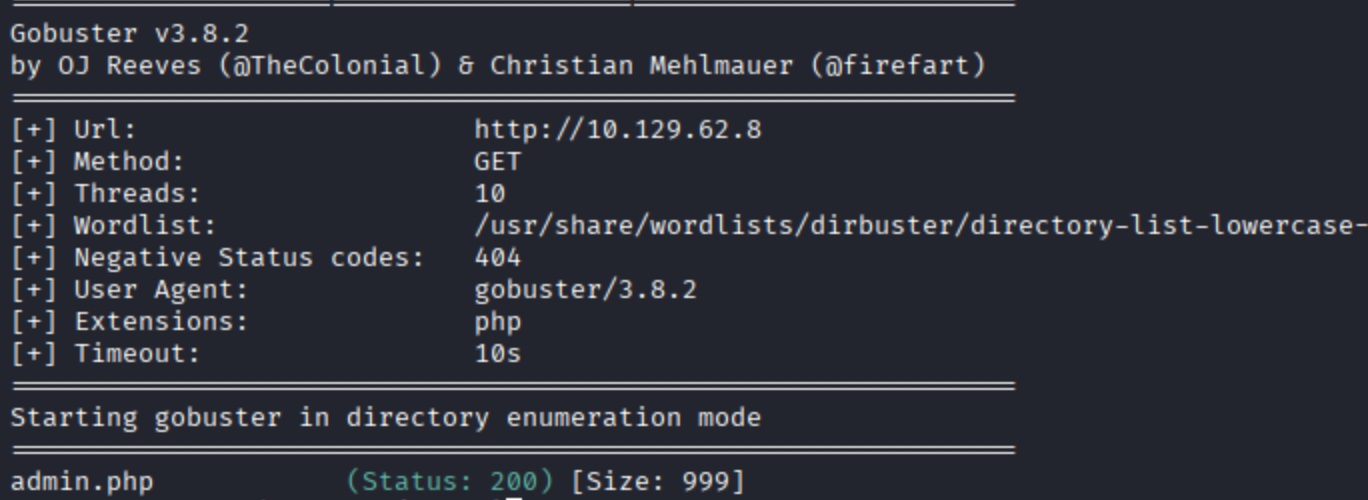 Gobuster v3.8.2
by OJ Reeves (@TheColonial) & Christian Mehlmauer (@firefart)
[+] Url: http://10.129.62.8
[+] Method: GET
[+] Threads: 10
[+] Wordlist: /usr/share/wordlists/dirbuster/directory-list-lowercase-
[+] Negative Status codes: 404
[+] User Agent: gobuster/3.8.2
[+] Extensions: php
[+] Timeout: 10s
Starting gobuster in directory enumeration mode
admin.php (Status: 200) [Size: 999]